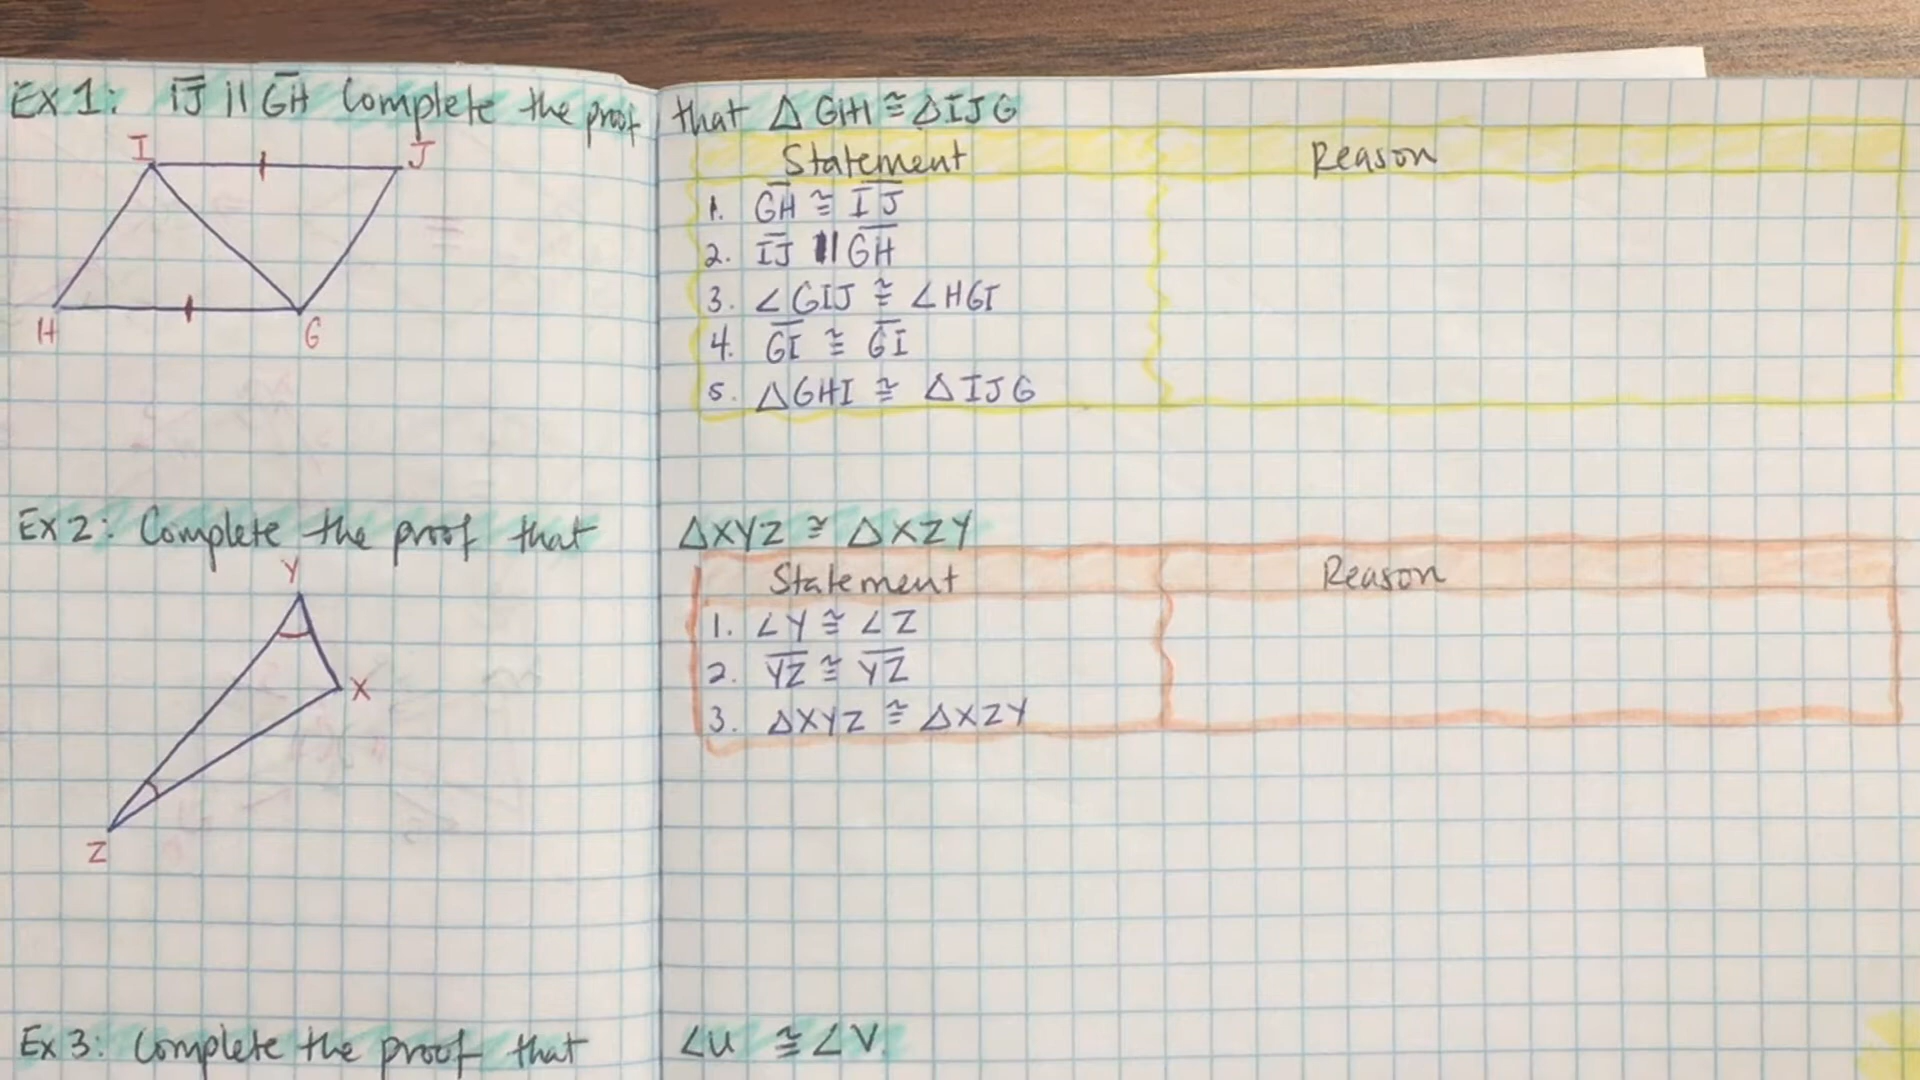 Ex 1: IJ || GH Complete the proof that △GHI ≅ △IJG
I J
H G
Statement Reason
1. GH ≅ IJ
2. IJ || GH
3. ∠GIJ ≅ ∠HGI
4. GI ≅ GI
5. △GHI ≅ △IJG
Ex 2: Complete the proof that △XYZ ≅ △XZY
Y
X
Z
Statement Reason
1. ∠Y ≅ ∠Z
2. YZ ≅ YZ
3. △XYZ ≅ △XZY
Ex 3: Complete the proof that ∠U ≅ ∠V.